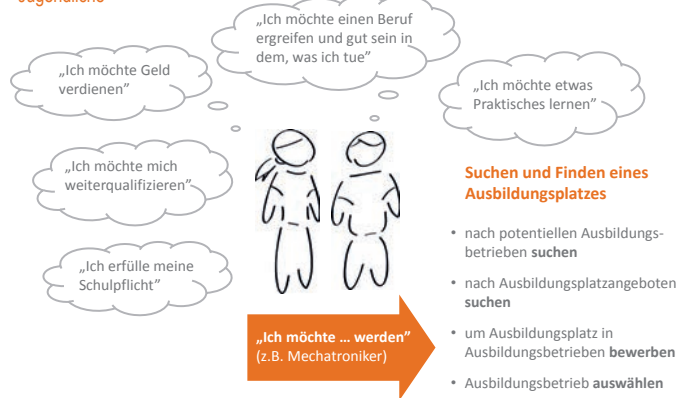 Jugendliche
„Ich möchte einen Beruf
ergreifen und gut sein in
dem, was ich tue”
„Ich möchte Geld
verdienen”
„Ich möchte etwas
Praktisches lernen”
„Ich möchte mich
weiterqualifizieren”
„Ich erfülle meine
Schulpflicht”
Suchen und Finden eines
Ausbildungsplatzes
• nach potentiellen Ausbildungs-
betrieben suchen
• nach Ausbildungsplatzangeboten
suchen
• um Ausbildungsplatz in
Ausbildungsbetrieben bewerben
• Ausbildungsbetrieb auswählen
„Ich möchte ... werden”
(z.B. Mechatroniker)